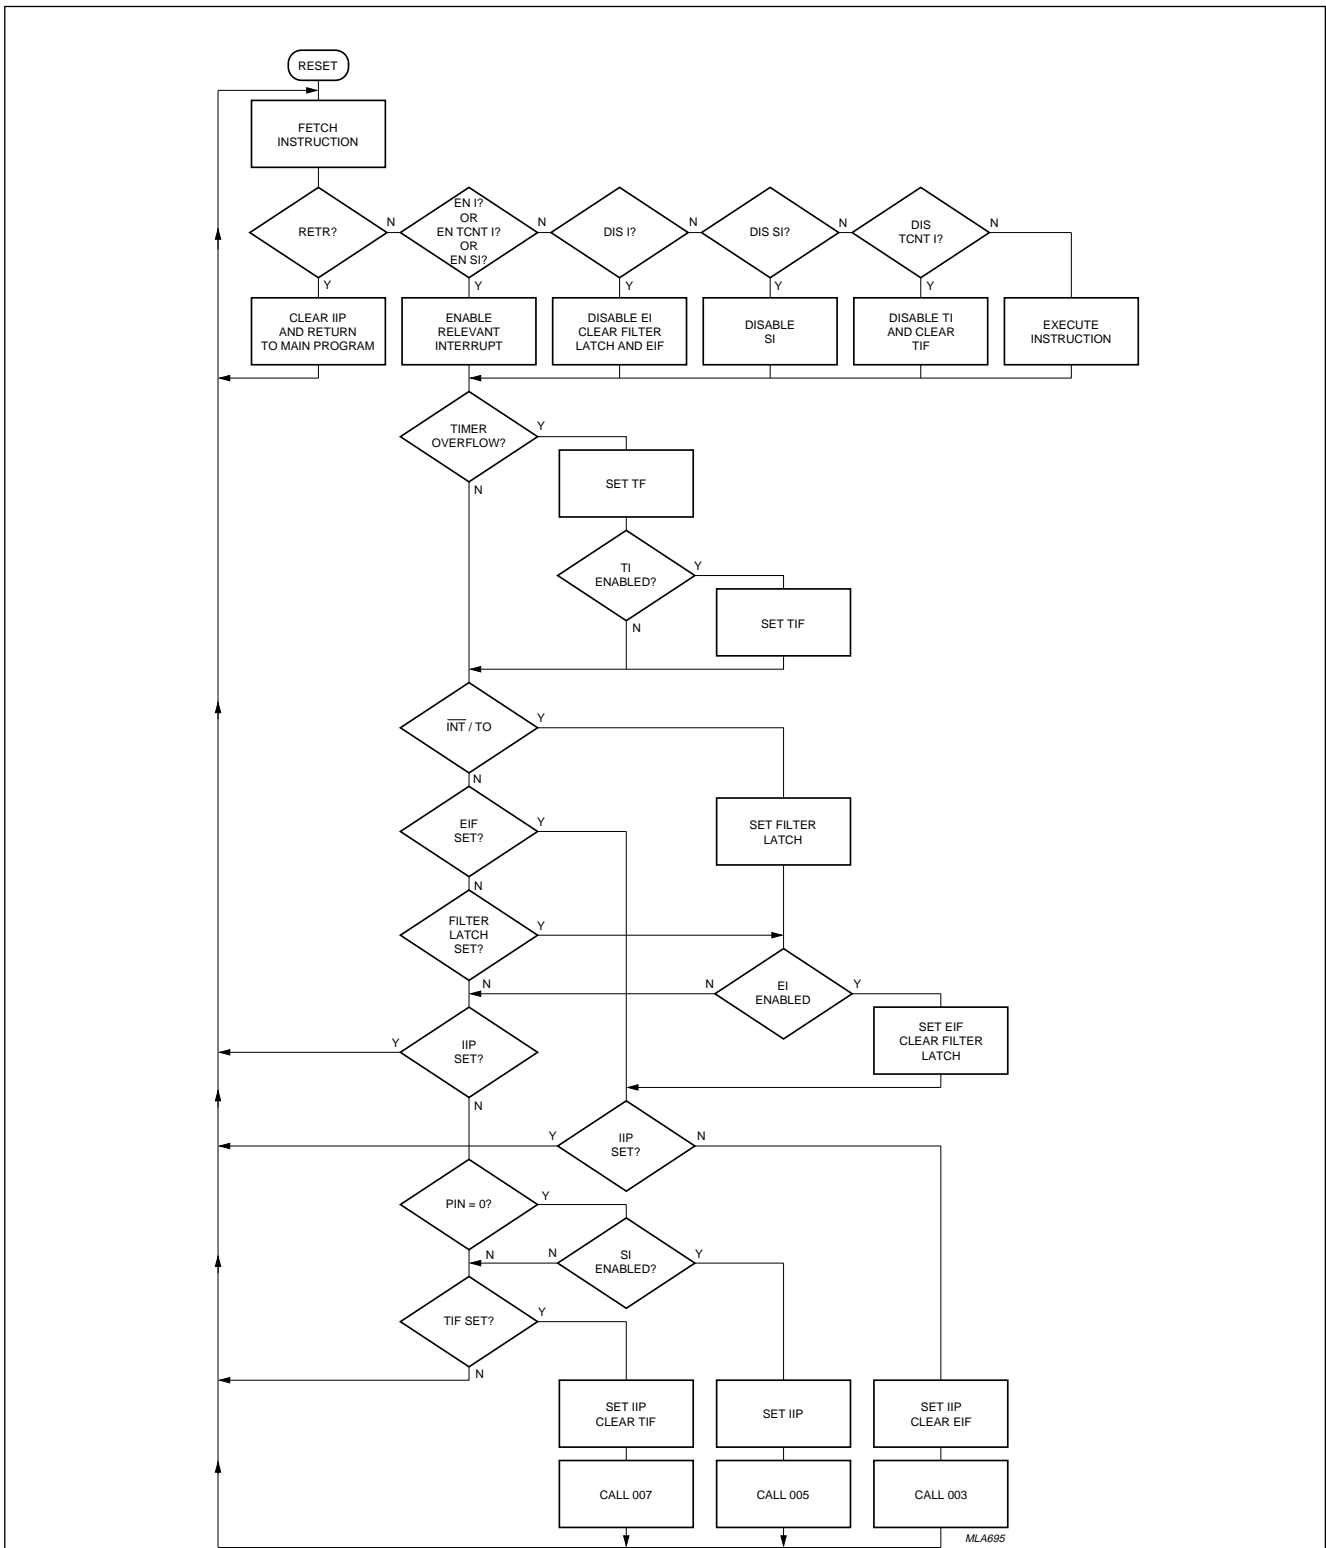 RESET
FETCH
INSTRUCTION
RETR?
N
EN I?
OR
EN TCNT I?
OR
EN SI?
N
DIS I?
N
DIS SI?
N
DIS
TCNT I?
N
Y
Y
Y
Y
Y
CLEAR IIP
AND RETURN
TO MAIN PROGRAM
ENABLE
RELEVANT
INTERRUPT
DISABLE EI
CLEAR FILTER
LATCH AND EIF
DISABLE
SI
DISABLE TI
AND CLEAR
TIF
EXECUTE
INSTRUCTION
TIMER
OVERFLOW?
Y
N
SET TF
TI
ENABLED?
Y
N
SET TIF
INT / TO
Y
N
EIF
SET?
Y
N
SET FILTER
LATCH
FILTER
LATCH
SET?
Y
N
EI
ENABLED
N
Y
SET EIF
CLEAR FILTER
LATCH
IIP
SET?
Y
N
IIP
SET?
Y
N
PIN = 0?
Y
N
SI
ENABLED?
N
Y
TIF SET?
Y
N
SET IIP
CLEAR TIF
SET IIP
SET IIP
CLEAR EIF
CALL 007
CALL 005
CALL 003
MLA695